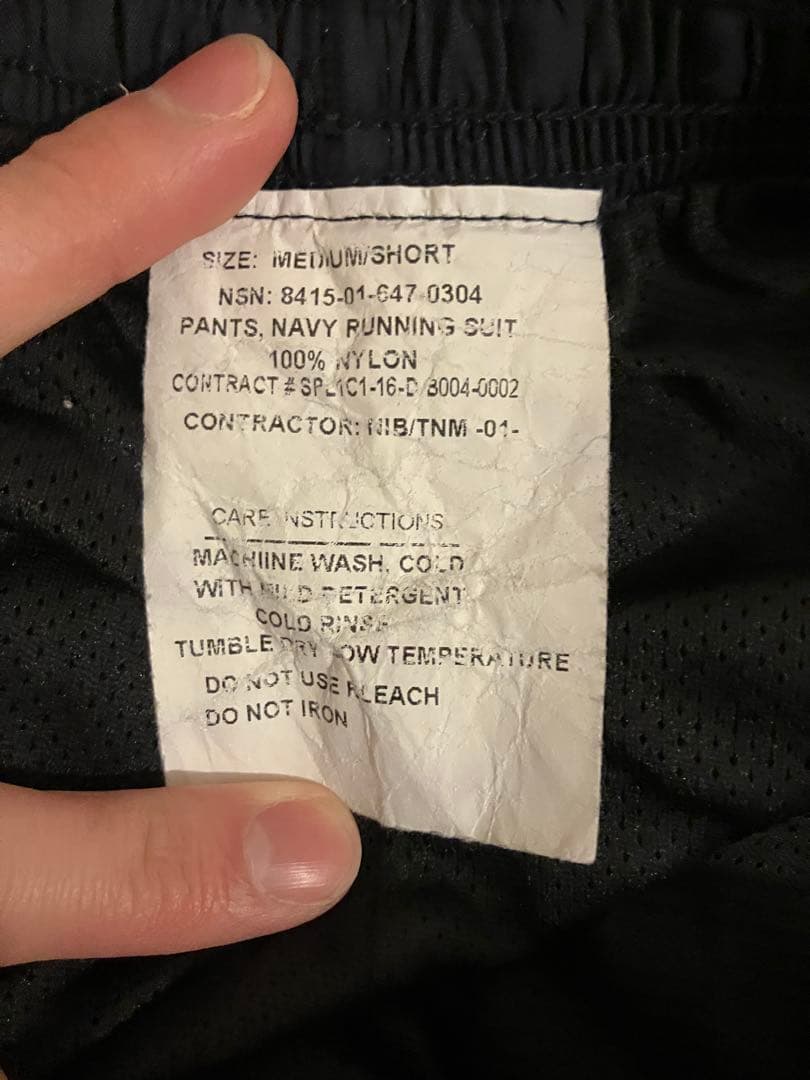 SIZE: MEDIUM/SHORT
NSN: 8415-01-647-0304
PANTS, NAVY RUNNING SUIT
100% NYLON
CONTRACT # SPE1C1-16-D-B004-0002
CONTRACTOR: NIB/TNM -01-
CARE INSTRUCTIONS
MACHIINE WASH, COLD
WITH MILD DETERGENT
COLD RINSE
TUMBLE DRY LOW TEMPERATURE
DO NOT USE BLEACH
DO NOT IRON